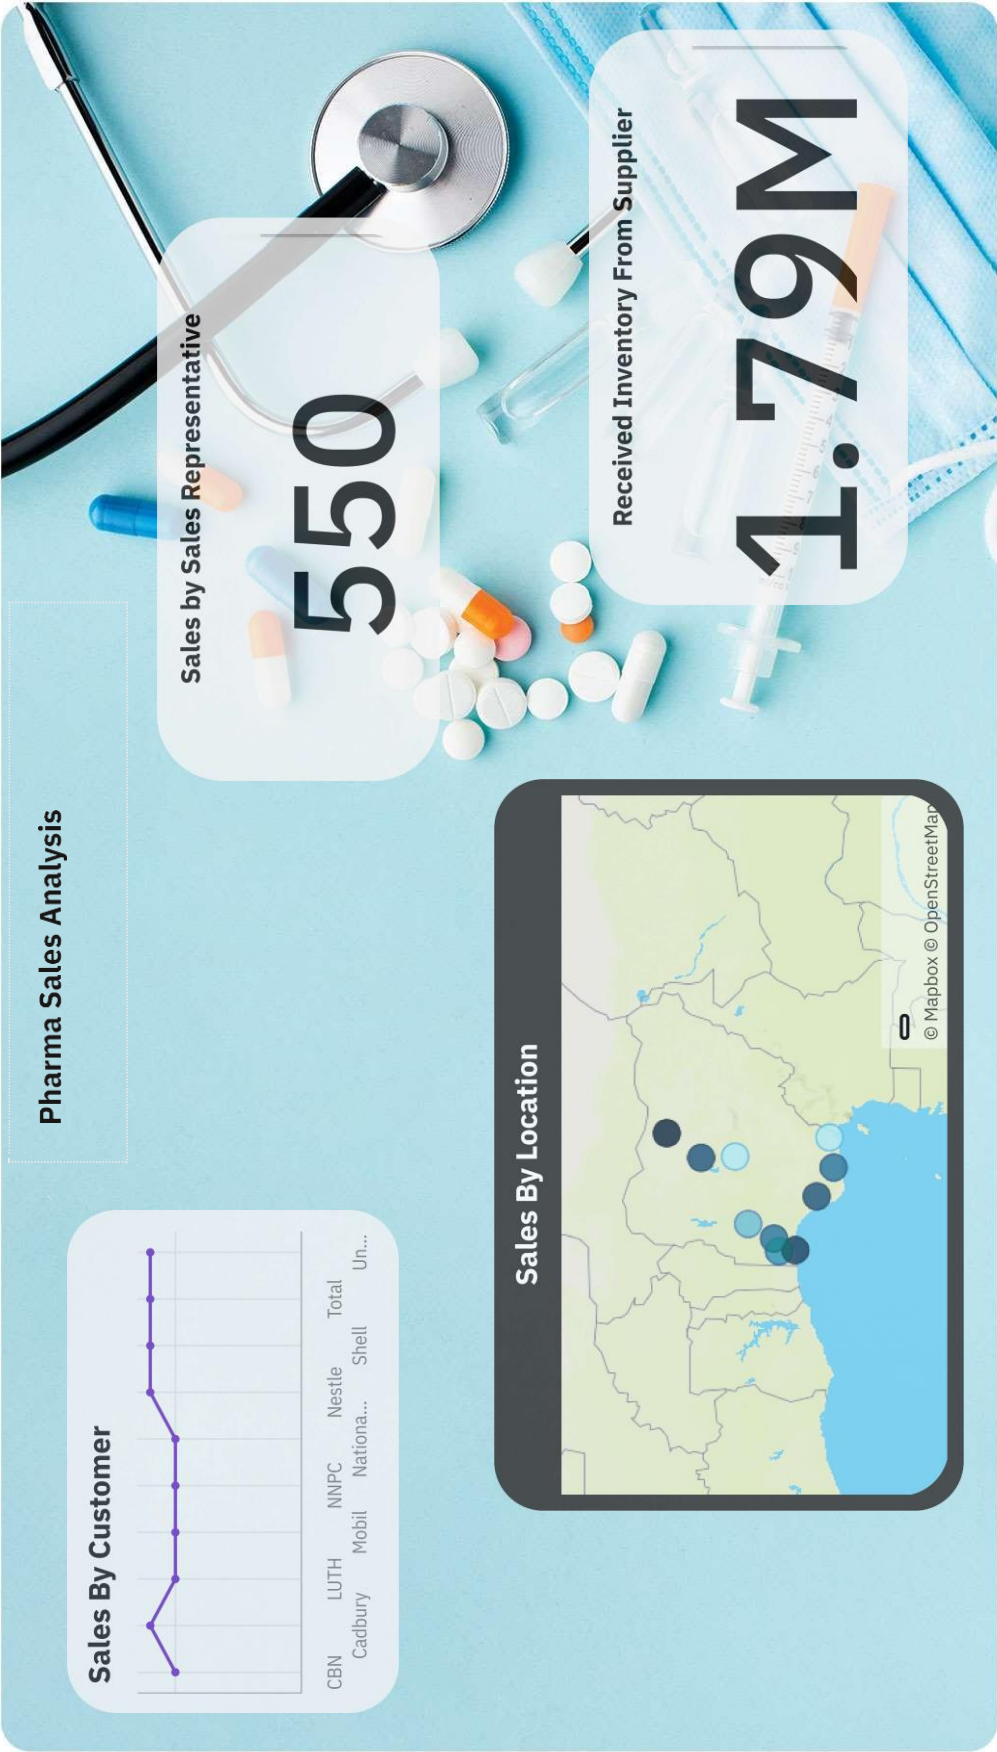 Pharma Sales Analysis
Sales By Customer
CBN
Cadbury
LUTH
Mobil
NNPC
Nationa...
Nestle
Shell
Total
Un...
Sales by Sales Representative
550
Sales By Location
© Mapbox © OpenStreetMap
Received Inventory From Supplier
1.79M